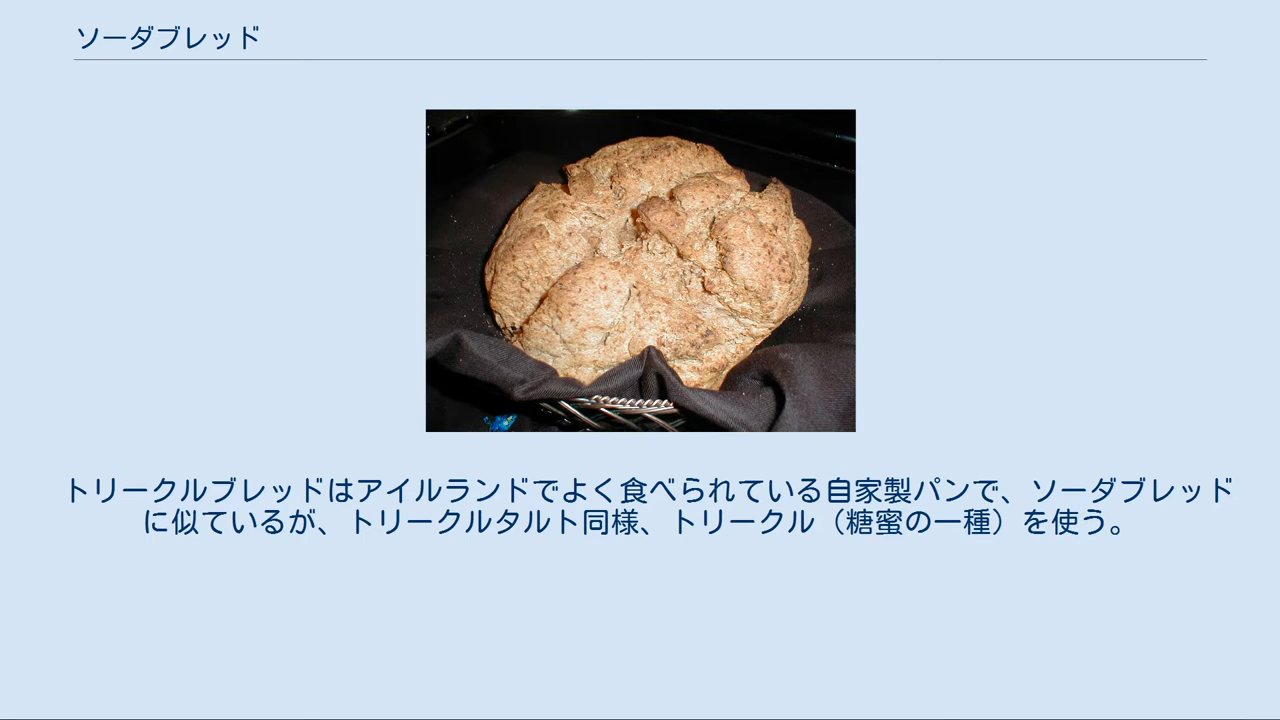 ソーダブレッド
トリークルブレッドはアイルランドでよく食べられている自家製パンで、ソーダブレッド
に似ているが、トリークルタルト同様、トリークル（糖蜜の一種）を使う。